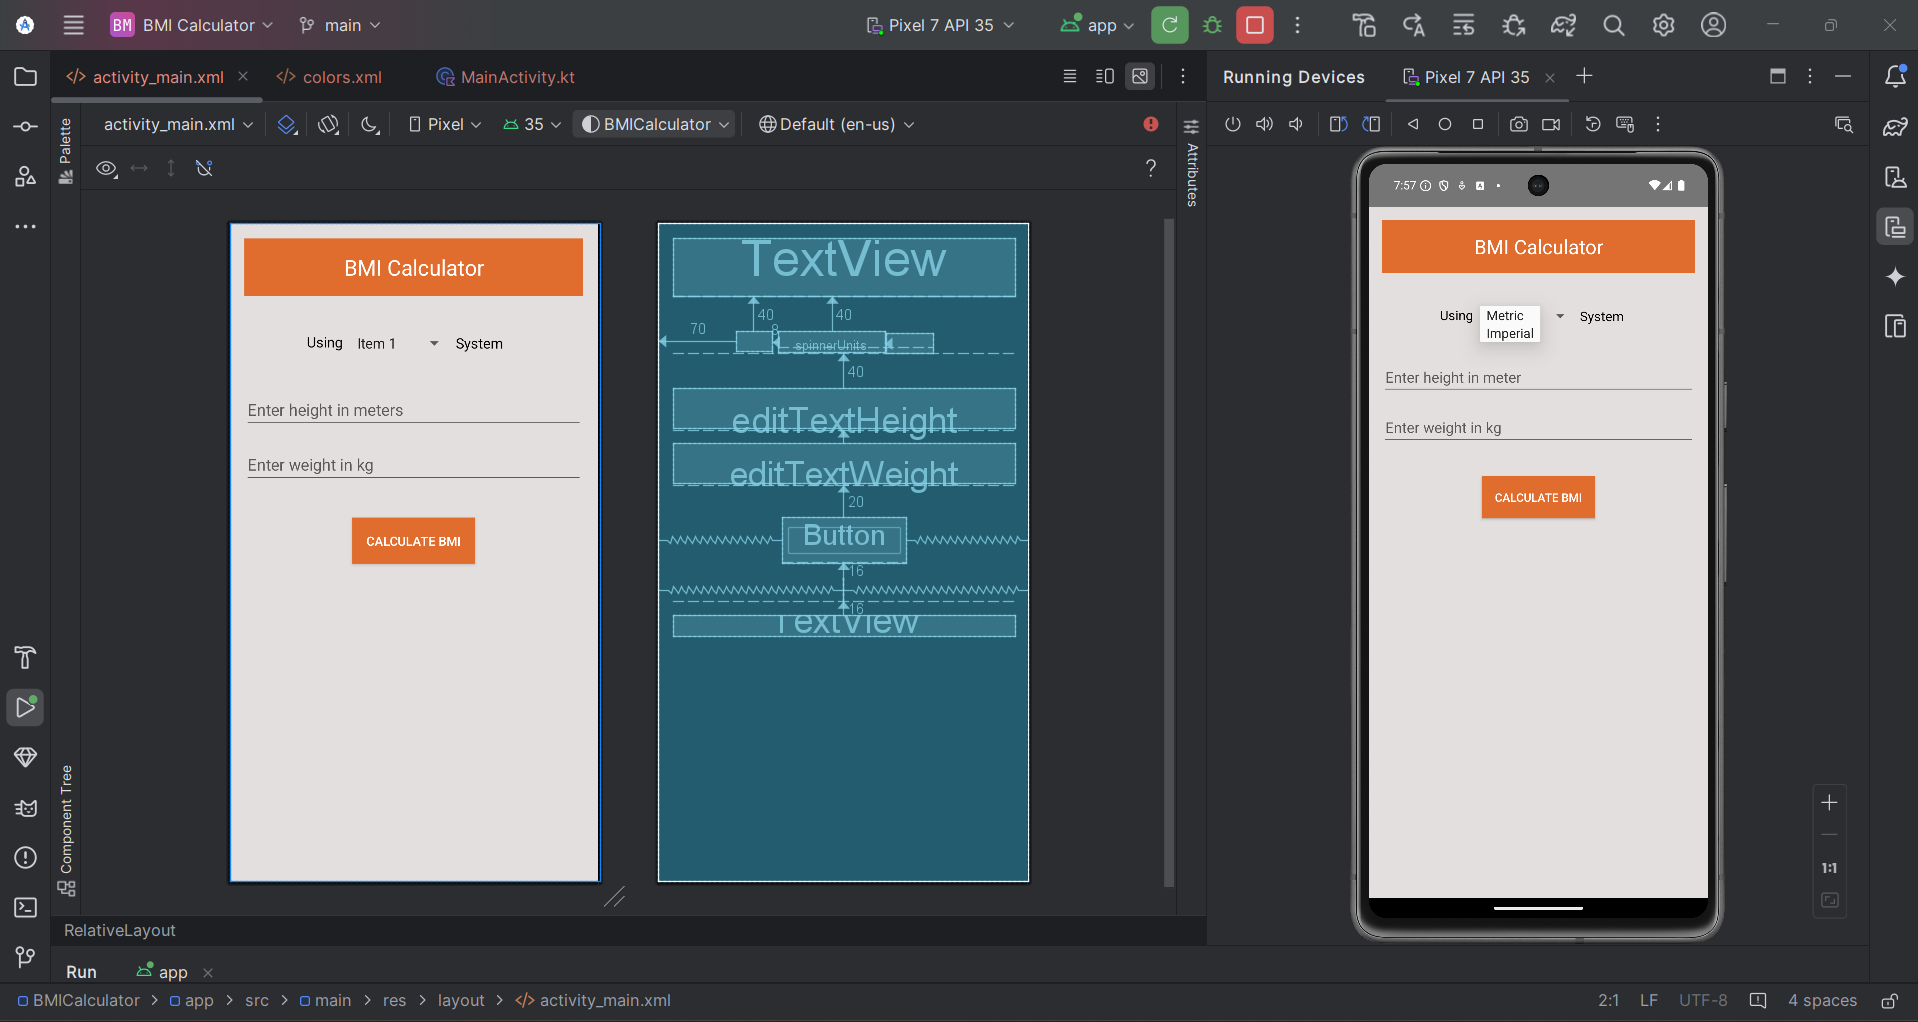 BM BMI Calculator main Pixel 7 API 35 app
activity_main.xml colors.xml MainActivity.kt
Running Devices Pixel 7 API 35
activity_main.xml Pixel 35 BMICalculator Default (en-us)
?
Palette
Attributes
Component Tree
BMI Calculator
Using Item 1 System
Enter height in meters
Enter weight in kg
CALCULATE BMI
TextView
40 40
70 8
spinnerUnits
40
editTextHeight
editTextWeight
20
Button
16
16
TextView
7:57
BMI Calculator
Using Metric System
Imperial
Enter height in meter
Enter weight in kg
CALCULATE BMI
1:1
RelativeLayout
Run app
BMICalculator > app > src > main > res > layout > activity_main.xml
2:1 LF UTF-8 4 spaces